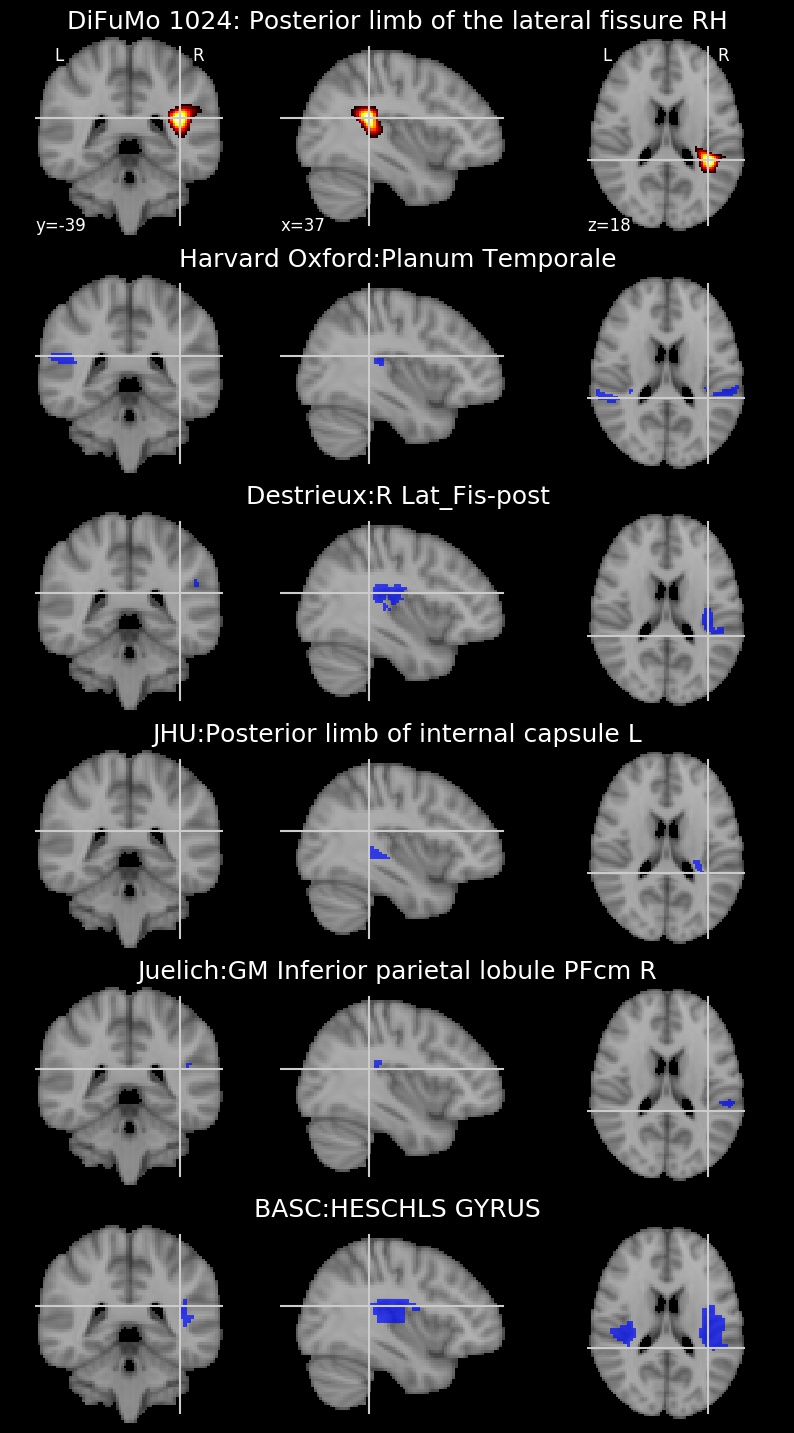 DiFuMo 1024: Posterior limb of the lateral fissure RH
L R L R
y=-39 x=37 z=18
Harvard Oxford:Planum Temporale
Destrieux:R Lat_Fis-post
JHU:Posterior limb of internal capsule L
Juelich:GM Inferior parietal lobule PFcm R
BASC:HESCHLS GYRUS